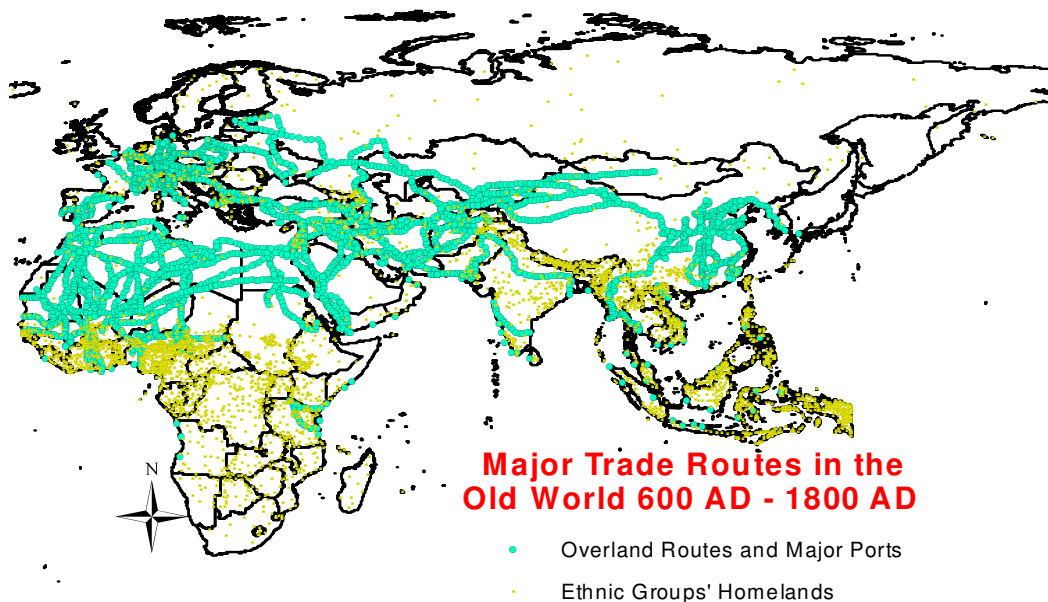 N
Major Trade Routes in the
Old World 600 AD - 1800 AD
Overland Routes and Major Ports
Ethnic Groups' Homelands